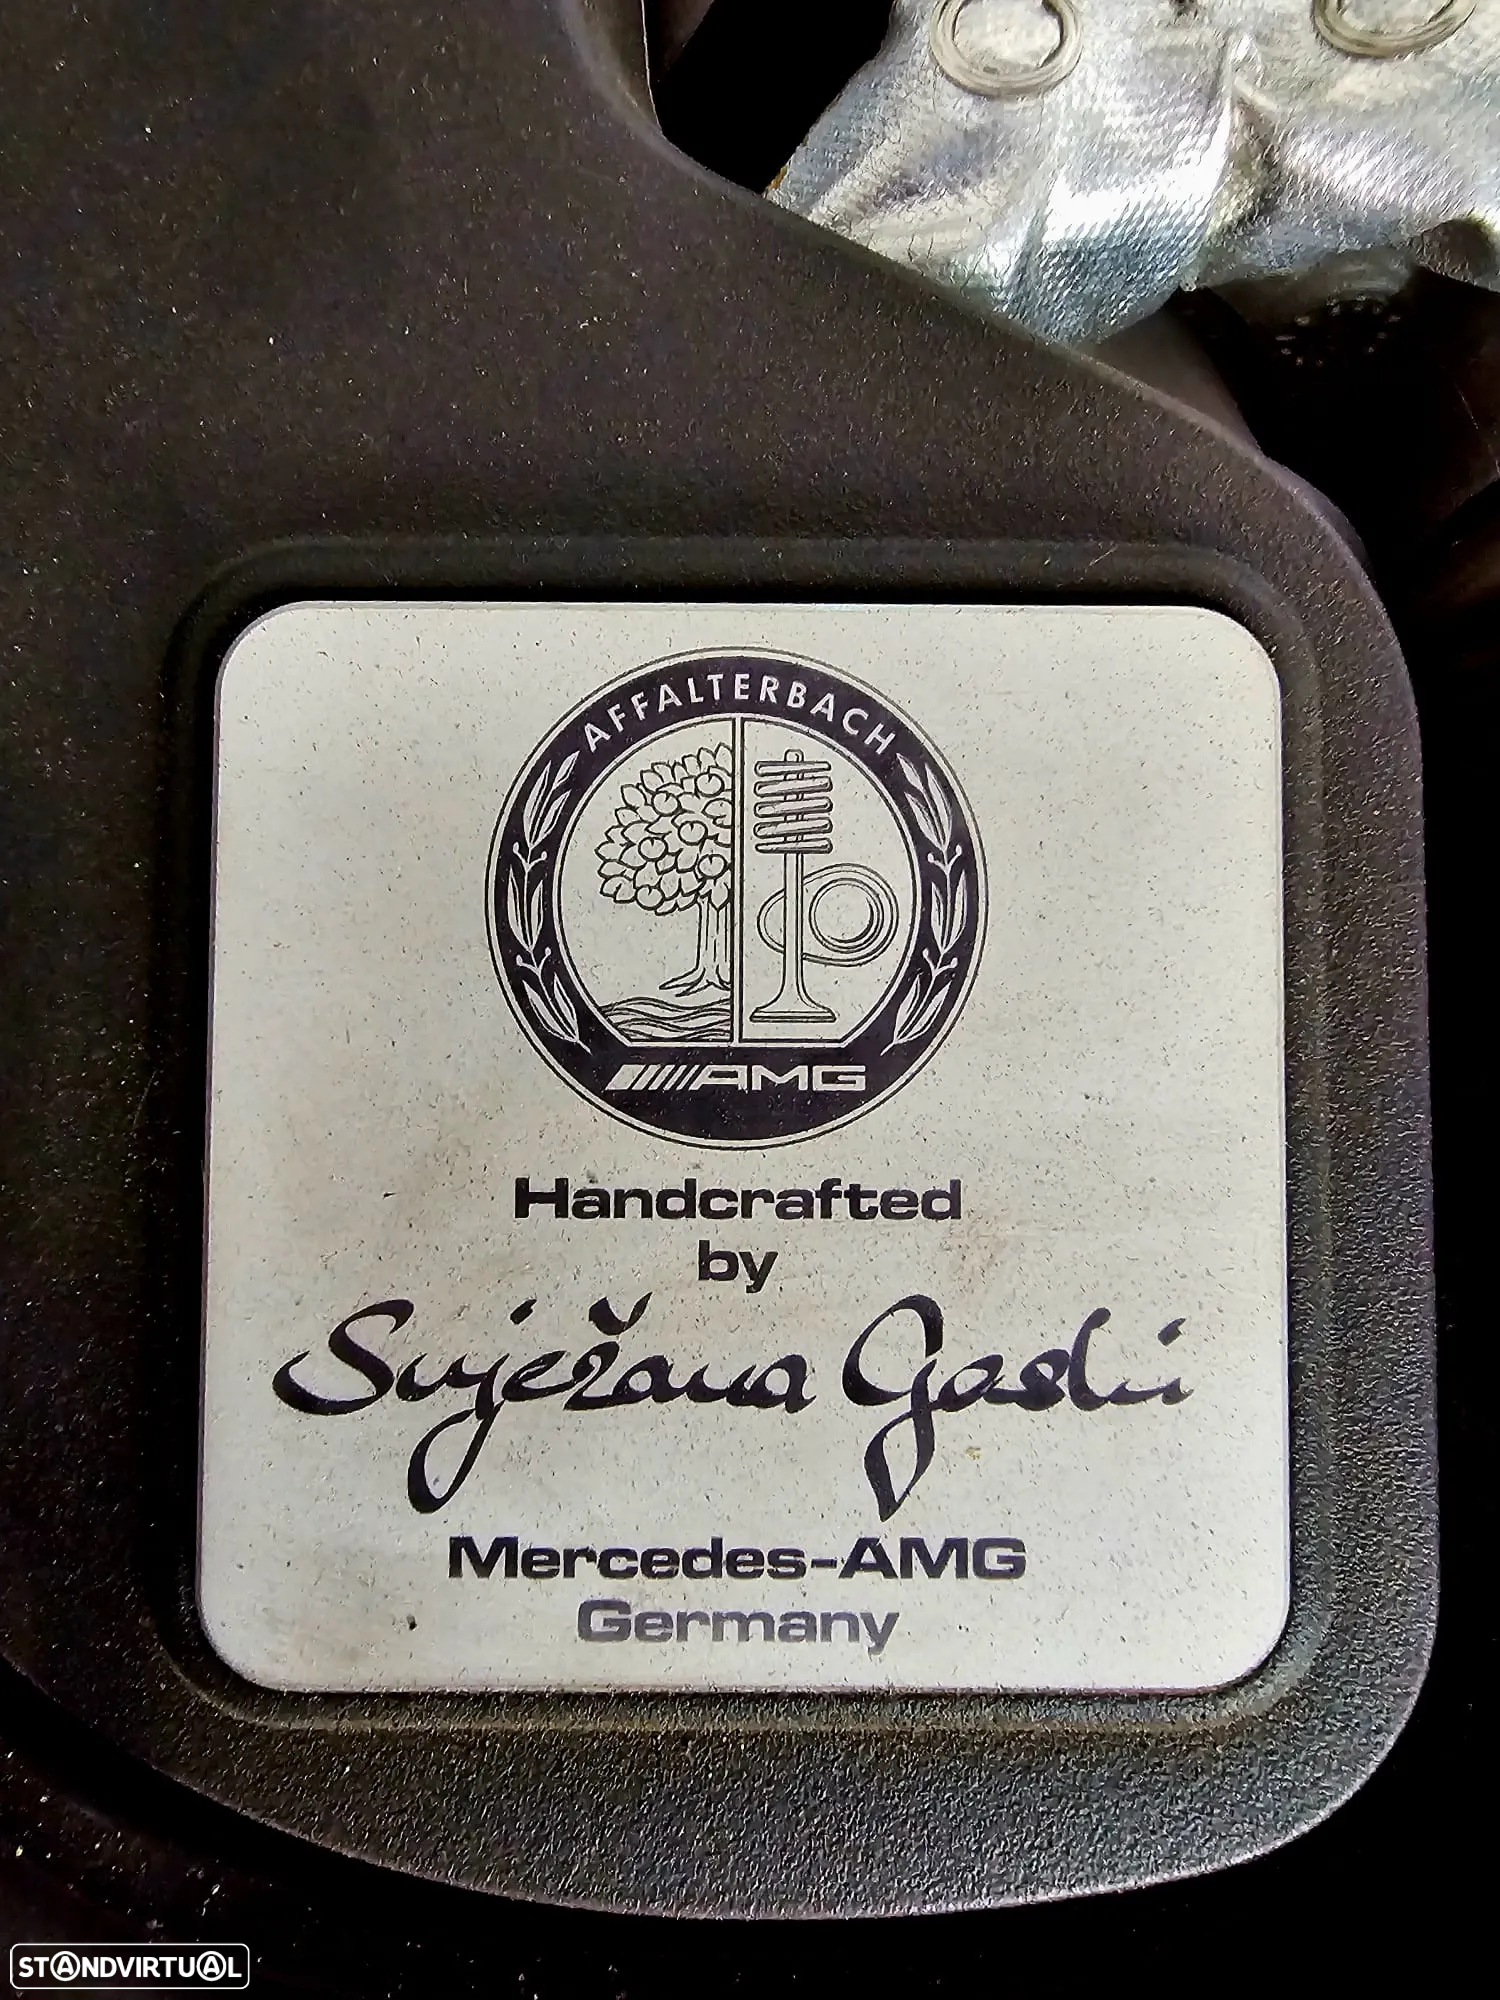 AFFALTERBACH
AMG
Handcrafted
by
Mercedes-AMG
Germany
STANDVIRTUAL